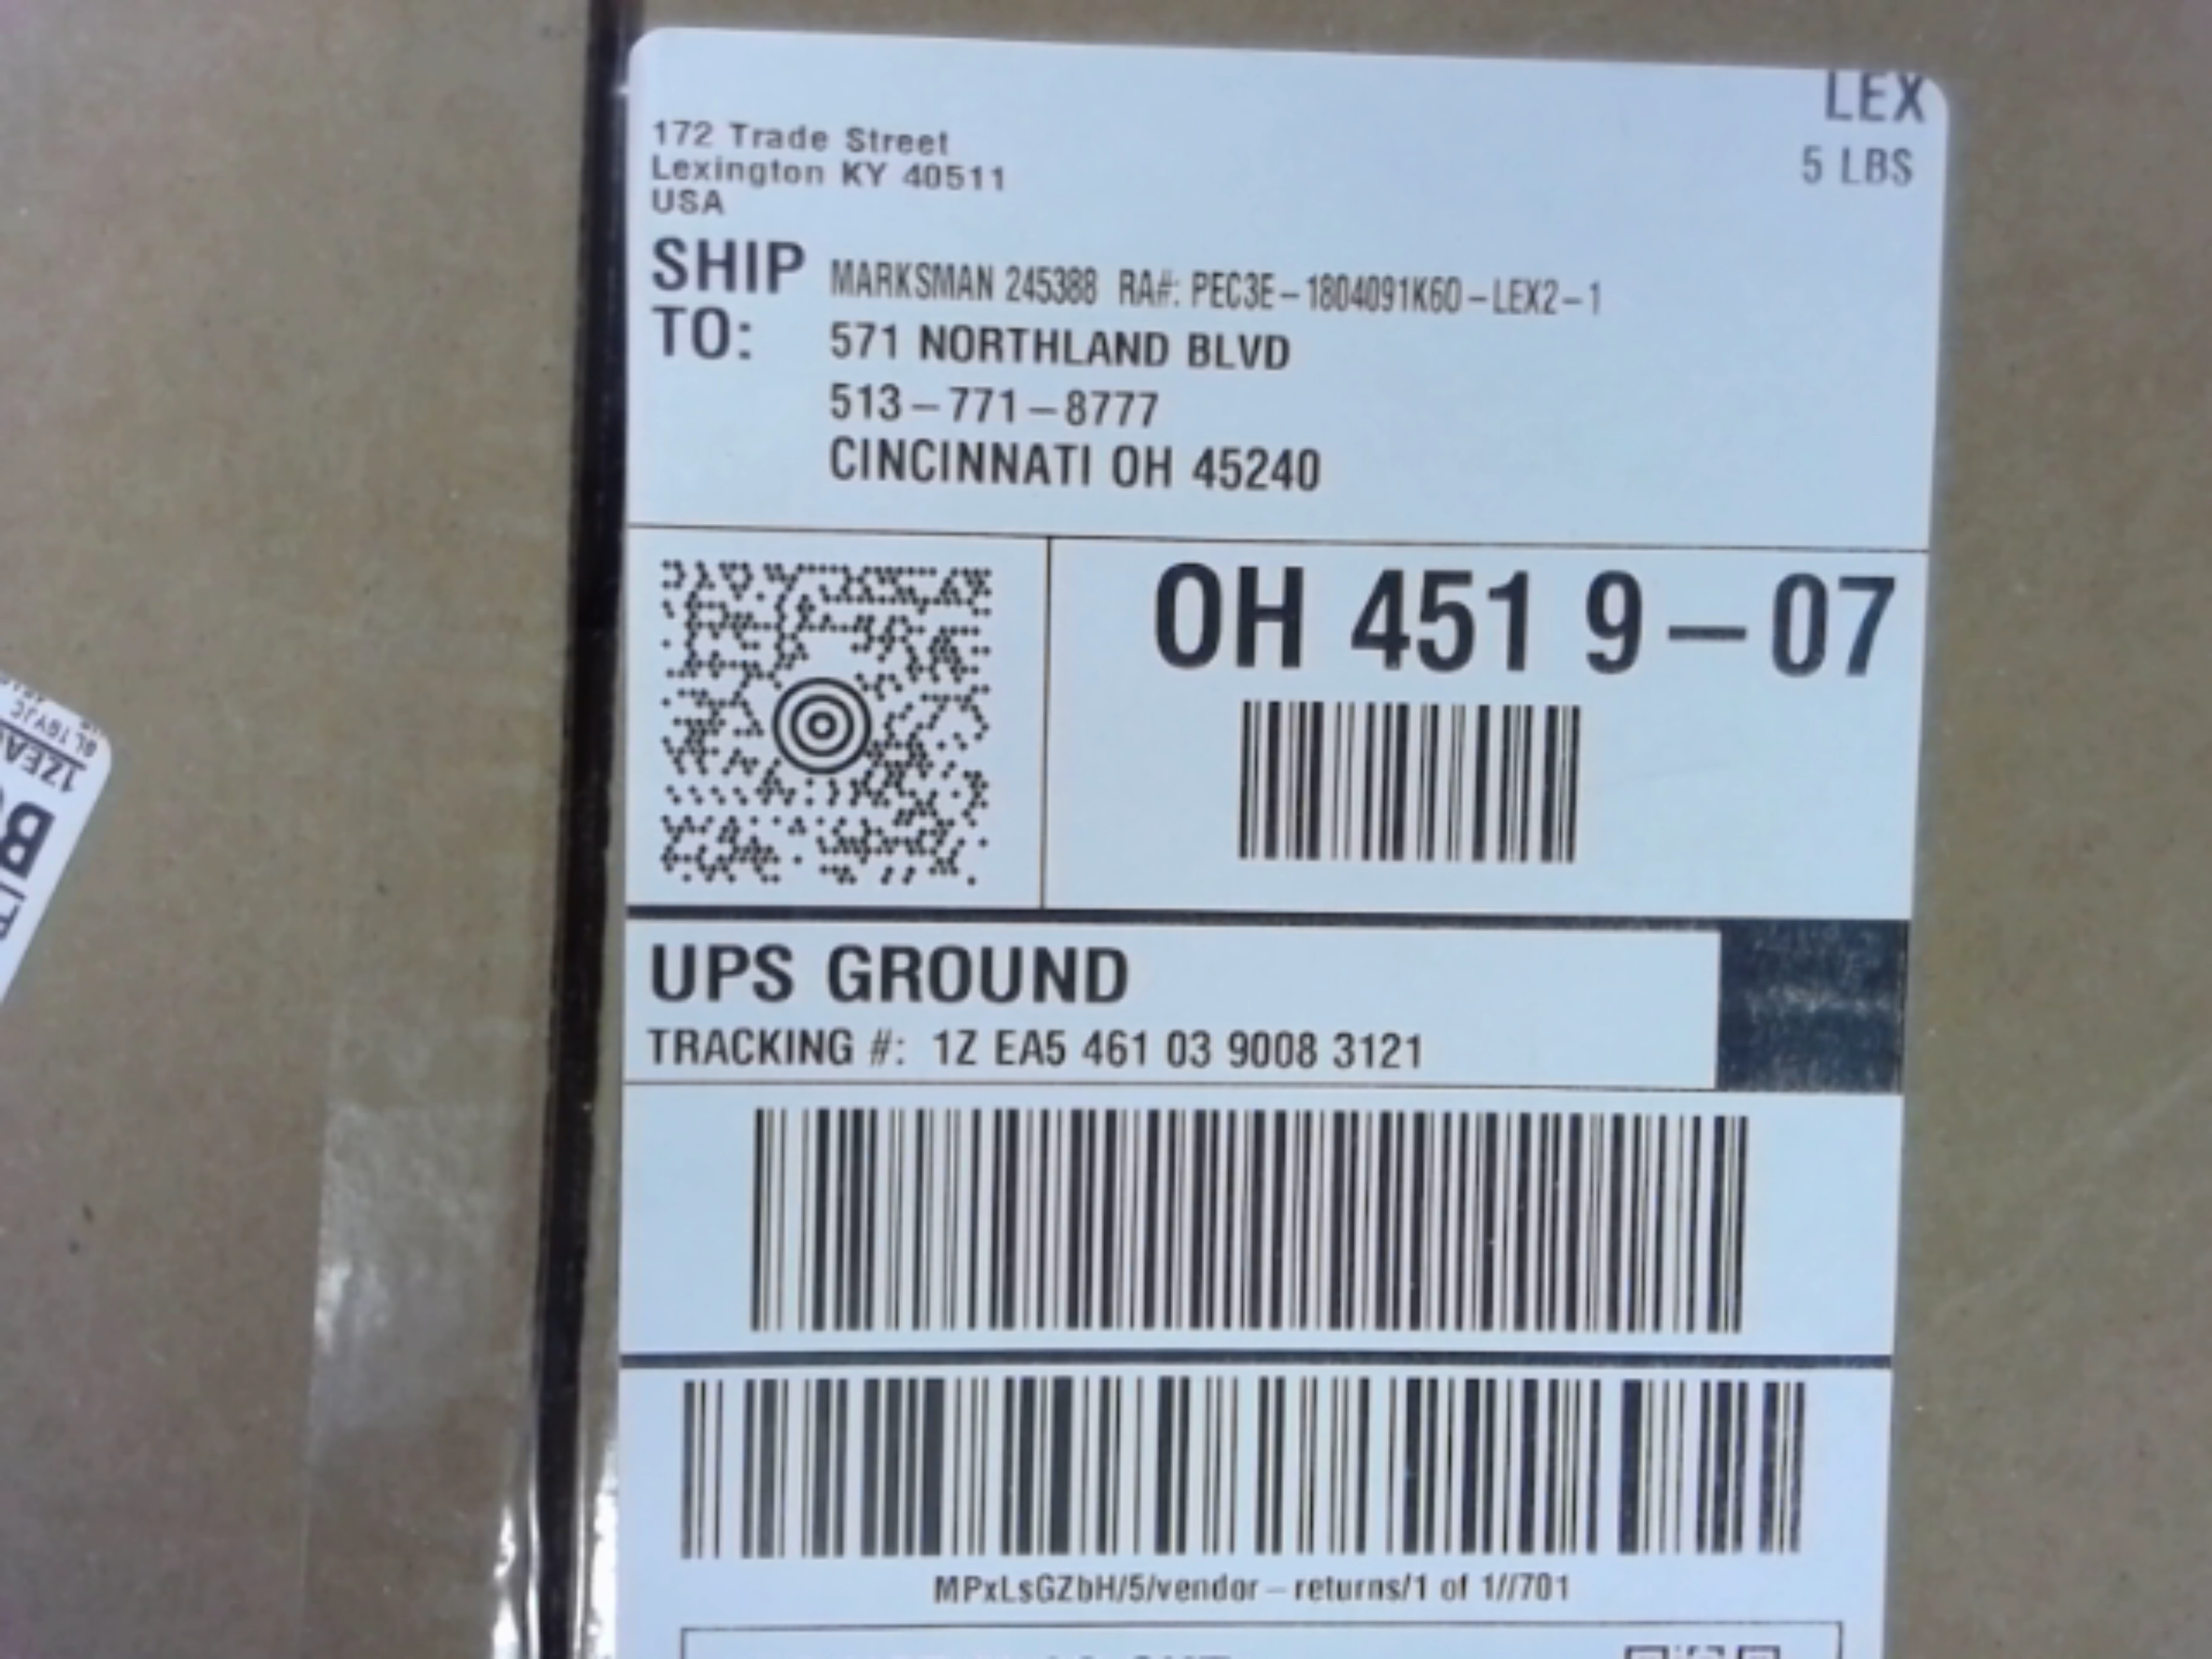 LEX
172 Trade Street
5 LBS
Lexington KY 40511
USA
SHIP TO:
MARKSMAN 245388 RA#: PEC3E-1804091K60-LEX2-1
571 NORTHLAND BLVD
513-771-8777
CINCINNATI OH 45240
OH 451 9-07
UPS GROUND
TRACKING #: 1Z EA5 461 03 9008 3121
MPxLsGZbH/5/vendor-returns/1 of 1//701